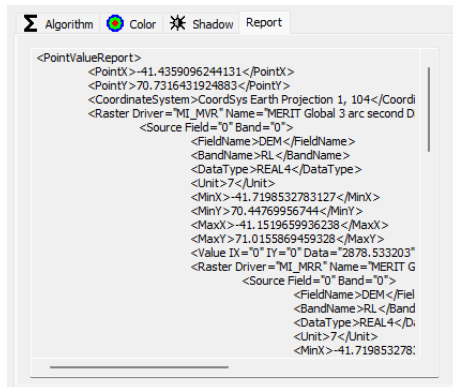 Algorithm Color Shadow Report
<PointValueReport>
<PointX>-41.4359096244131</PointX>
<PointY>70.7316431924883</PointY>
<CoordinateSystem>CoordSys Earth Projection 1, 104</Coordi
<Raster Driver="MI_MVR" Name="MERIT Global 3 arc second D
<Source Field="0" Band="0">
<FieldName>DEM</FieldName>
<BandName>RL</BandName>
<DataType>REAL4</DataType>
<Unit>7</Unit>
<MinX>-41.7198532783127</MinX>
<MinY>70.44769956744</MinY>
<MaxX>-41.1519659936238</MaxX>
<MaxY>71.0155869459328</MaxY>
<Value IX="0" IY="0" Data="2878.533203"
<Raster Driver="MI_MRR" Name="MERIT G
<Source Field="0" Band="0">
<FieldName>DEM</Fiel
<BandName>RL</Band
<DataType>REAL4</Da
<Unit>7</Unit>
<MinX>-41.719853278: